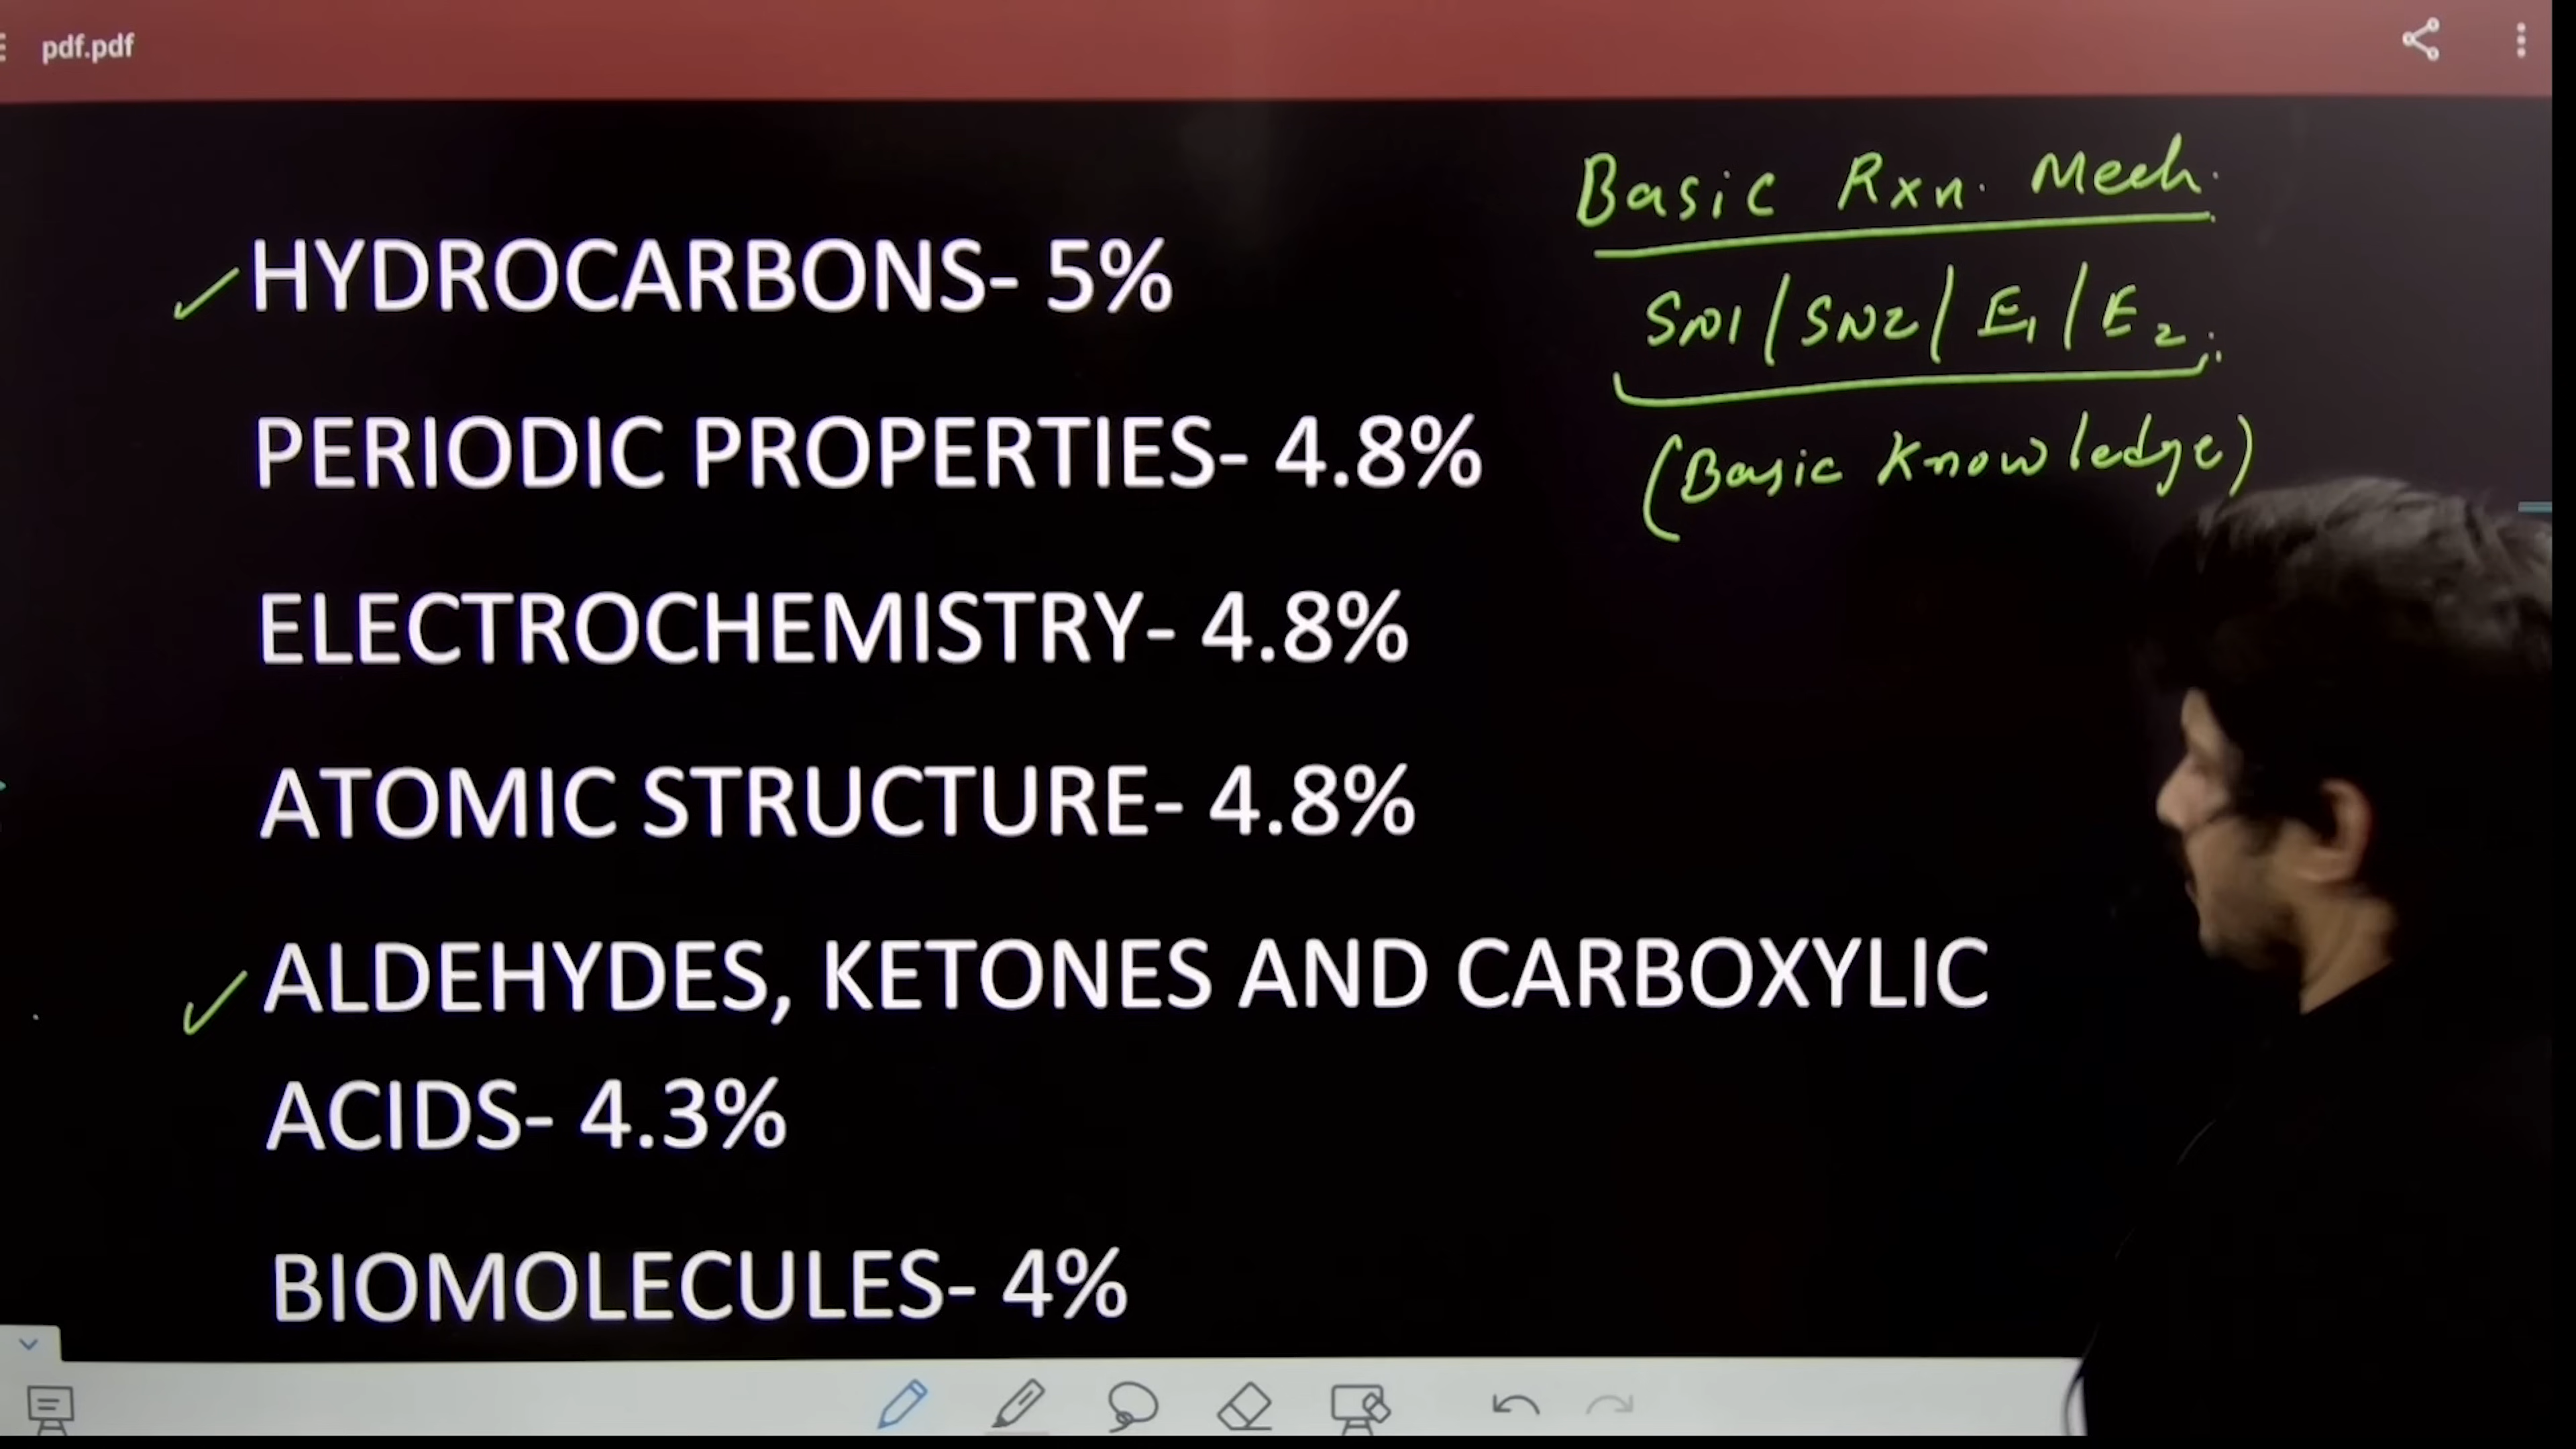 pdf.pdf
HYDROCARBONS- 5%
PERIODIC PROPERTIES- 4.8%
ELECTROCHEMISTRY- 4.8%
ATOMIC STRUCTURE- 4.8%
ALDEHYDES, KETONES AND CARBOXYLIC
ACIDS- 4.3%
BIOMOLECULES- 4%
Basic Rxn. Mech.
SN1 / SN2 / E1 / E2
(Basic Knowledge)